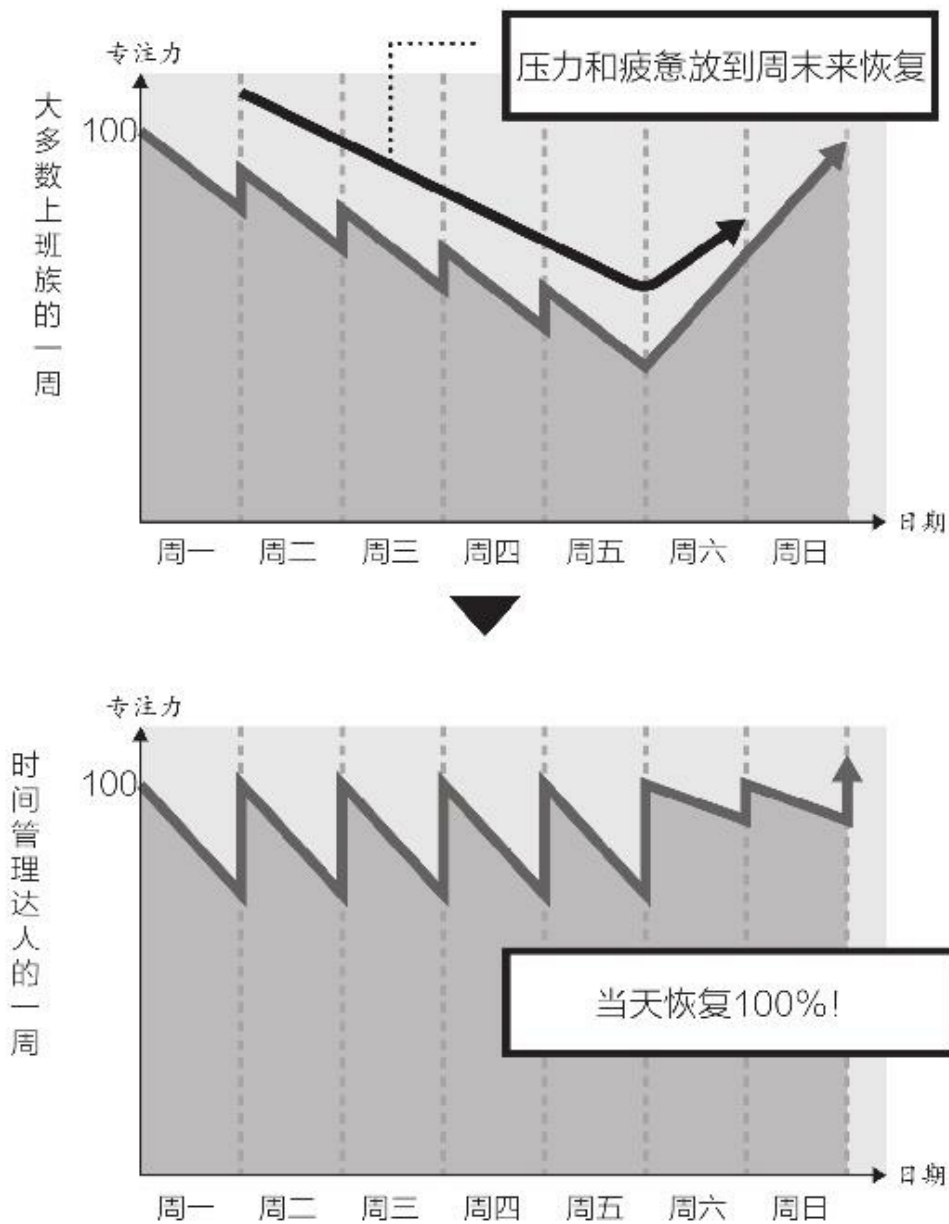 压力和疲惫放到周末来恢复
专注力
大多数上班族的一周
100
日期
周一 周二 周三 周四 周五 周六 周日
专注力
时间管理达人的一周
100
当天恢复100%!
日期
周一 周二 周三 周四 周五 周六 周日